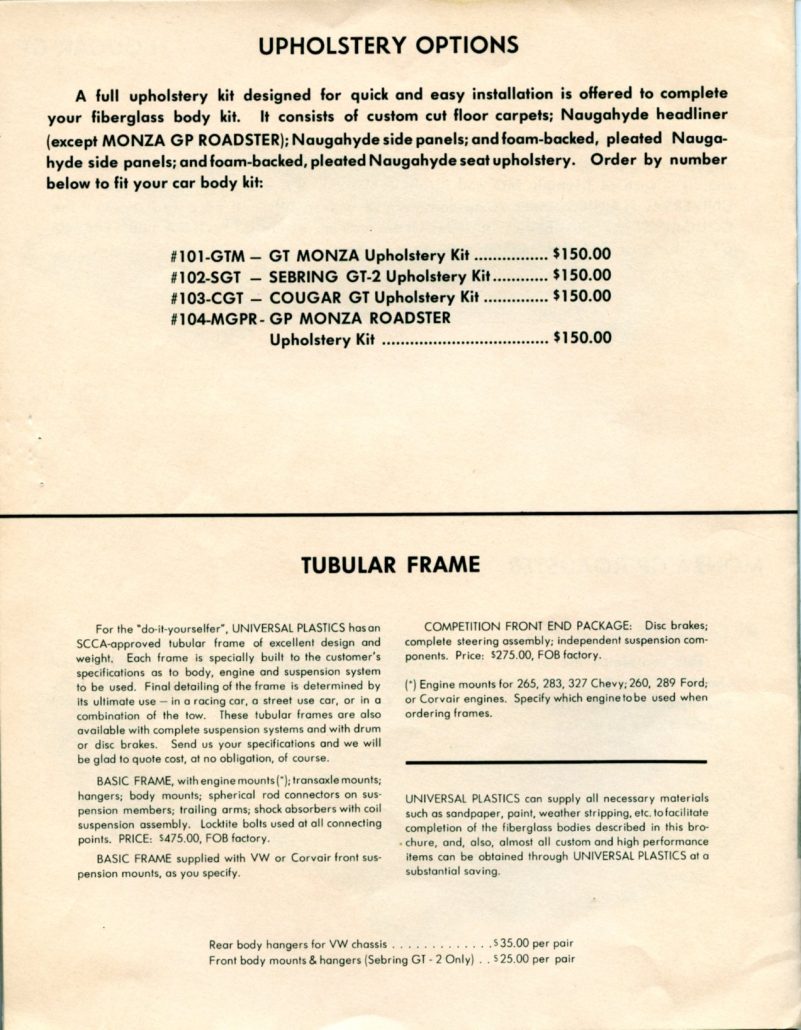 UPHOLSTERY OPTIONS
A full upholstery kit designed for quick and easy installation is offered to complete
your fiberglass body kit. It consists of custom cut floor carpets; Naugahyde headliner
(except MONZA GP ROADSTER); Naugahyde side panels; and foam-backed, pleated Nauga-
hyde side panels; and foam-backed, pleated Naugahyde seat upholstery. Order by number
below to fit your car body kit:
#101-GTM — GT MONZA Upholstery Kit ................ $150.00
#102-SGT — SEBRING GT-2 Upholstery Kit............ $150.00
#103-CGT — COUGAR GT Upholstery Kit ............. $150.00
#104-MGPR- GP MONZA ROADSTER
Upholstery Kit .................................... $150.00
TUBULAR FRAME
For the "do-it-yourselfer", UNIVERSAL PLASTICS has an
SCCA-approved tubular frame of excellent design and
weight. Each frame is specially built to the customer's
specifications as to body, engine and suspension system
to be used. Final detailing of the frame is determined by
its ultimate use — in a racing car, a street use car, or in a
combination of the tow. These tubular frames are also
available with complete suspension systems and with drum
or disc brakes. Send us your specifications and we will
be glad to quote cost, at no obligation, of course.
BASIC FRAME, with engine mounts (*); transaxle mounts;
hangers; body mounts; spherical rod connectors on sus-
pension members; trailing arms; shock absorbers with coil
suspension assembly. Locktite bolts used at all connecting
points. PRICE: $475.00, FOB factory.
BASIC FRAME supplied with VW or Corvair front sus-
pension mounts, as you specify.
COMPETITION FRONT END PACKAGE: Disc brakes;
complete steering assembly; independent suspension com-
ponents. Price: $275.00, FOB factory.
(*) Engine mounts for 265, 283, 327 Chevy; 260, 289 Ford;
or Corvair engines. Specify which engine to be used when
ordering frames.
UNIVERSAL PLASTICS can supply all necessary materials
such as sandpaper, paint, weather stripping, etc. to facilitate
completion of the fiberglass bodies described in this bro-
chure, and, also, almost all custom and high performance
items can be obtained through UNIVERSAL PLASTICS at a
substantial saving.
Rear body hangers for VW chassis . . . . . . . . . . . . . $35.00 per pair
Front body mounts & hangers (Sebring GT - 2 Only) . . $25.00 per pair